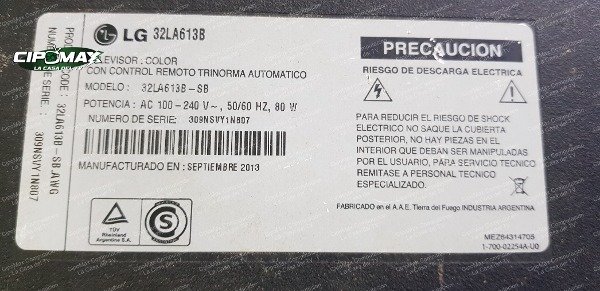 LG 32LA613B
CIPOMAX
LA CASA DEL
COLOR
CON CONTROL REMOTO TRINORMA AUTOMATICO
MODELO: 32LA613B-SB
POTENCIA: AC 100-240 V~, 50/60 HZ, 80 W
NUMERO DE SERIE: 309NSVY1N807
MANUFACTURADO EN: SEPTIEMBRE 2013
TÜV
Rheinland
Argentina S.A.
S
PRECAUCION
RIESGO DE DESCARGA ELECTRICA
PARA REDUCIR EL RIESGO DE SHOCK
ELECTRICO NO SAQUE LA CUBIERTA
POSTERIOR, NO HAY PIEZAS EN EL
INTERIOR QUE DEBAN SER MANIPULADAS
POR EL USUARIO. PARA SERVICIO TECNICO
REMITASE A PERSONAL TECNICO
ESPECIALIZADO.
FABRICADO en el A.A.E. Tierra del Fuego INDUSTRIA ARGENTINA
MEZ64314705
1-700-02254A-U0
CODE: 32LA613B-SB.AWG
DE SERIE: 309NSVY1N807